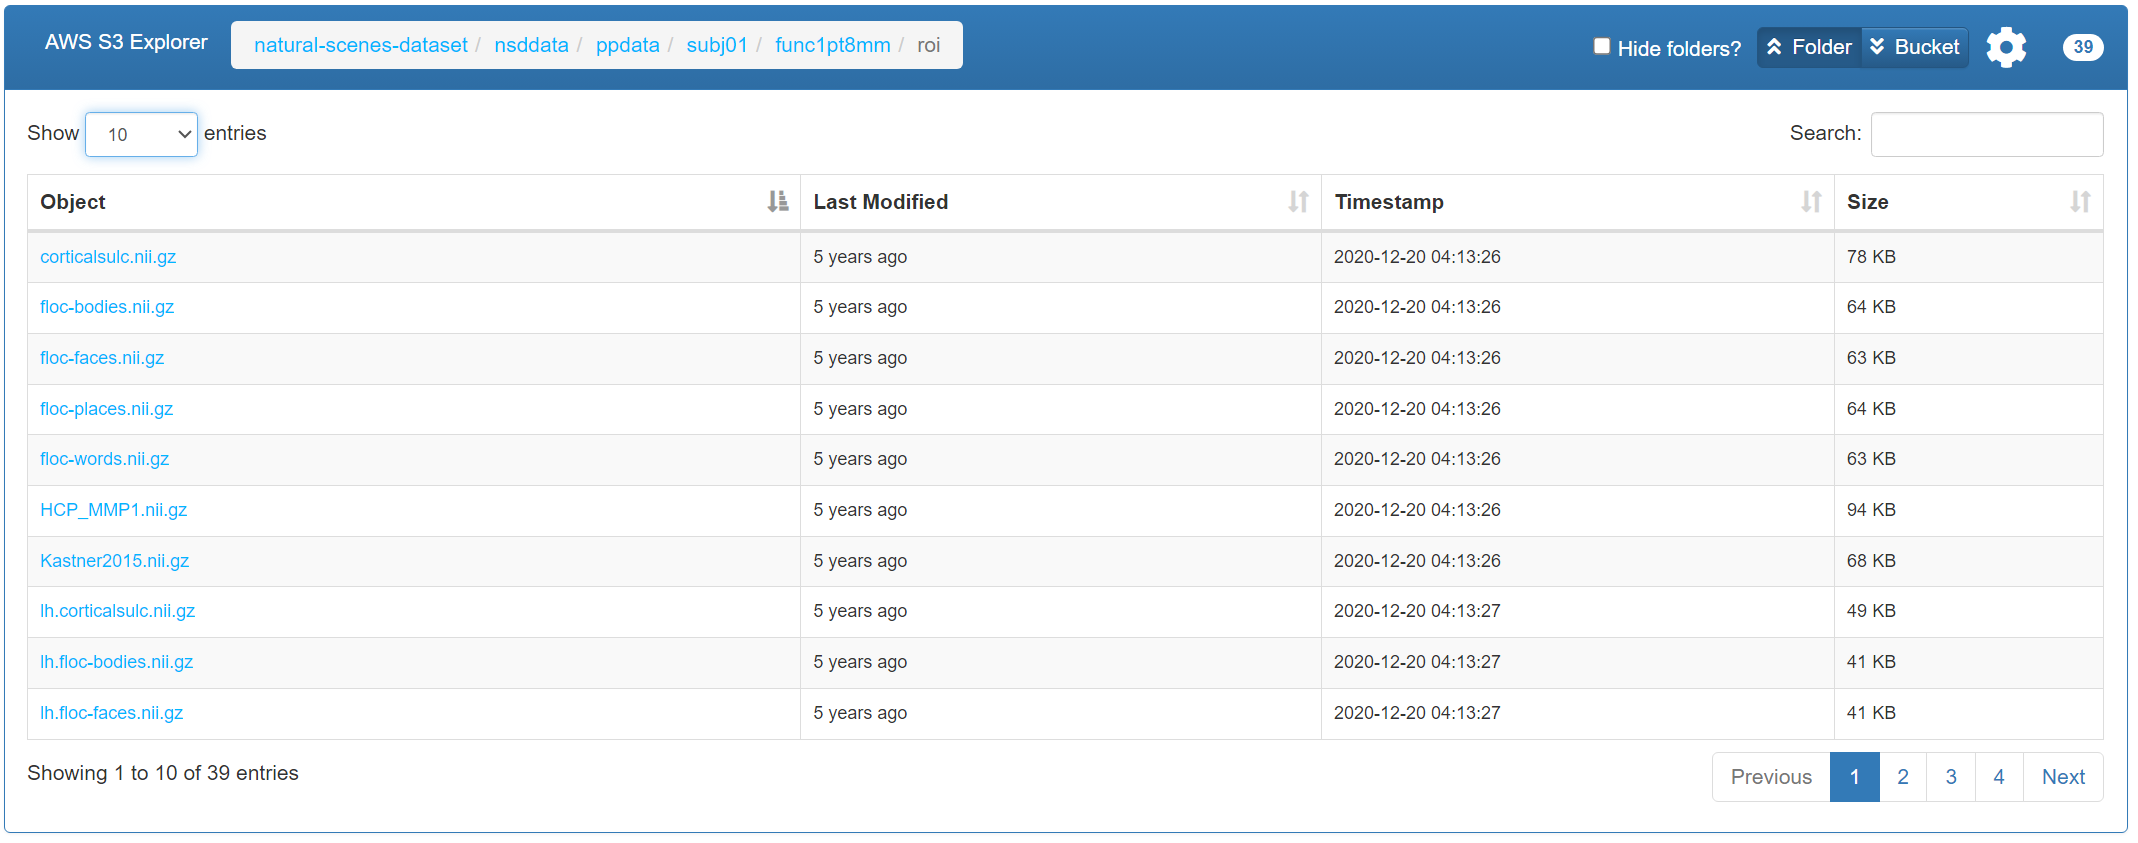 AWS S3 Explorer natural-scenes-dataset / nsddata / ppdata / subj01 / func1pt8mm / roi Hide folders? Folder Bucket 39
Show 10 entries Search:
Object Last Modified Timestamp Size
corticalsulc.nii.gz 5 years ago 2020-12-20 04:13:26 78 KB
floc-bodies.nii.gz 5 years ago 2020-12-20 04:13:26 64 KB
floc-faces.nii.gz 5 years ago 2020-12-20 04:13:26 63 KB
floc-places.nii.gz 5 years ago 2020-12-20 04:13:26 64 KB
floc-words.nii.gz 5 years ago 2020-12-20 04:13:26 63 KB
HCP_MMP1.nii.gz 5 years ago 2020-12-20 04:13:26 94 KB
Kastner2015.nii.gz 5 years ago 2020-12-20 04:13:26 68 KB
lh.corticalsulc.nii.gz 5 years ago 2020-12-20 04:13:27 49 KB
lh.floc-bodies.nii.gz 5 years ago 2020-12-20 04:13:27 41 KB
lh.floc-faces.nii.gz 5 years ago 2020-12-20 04:13:27 41 KB
Showing 1 to 10 of 39 entries Previous 1 2 3 4 Next